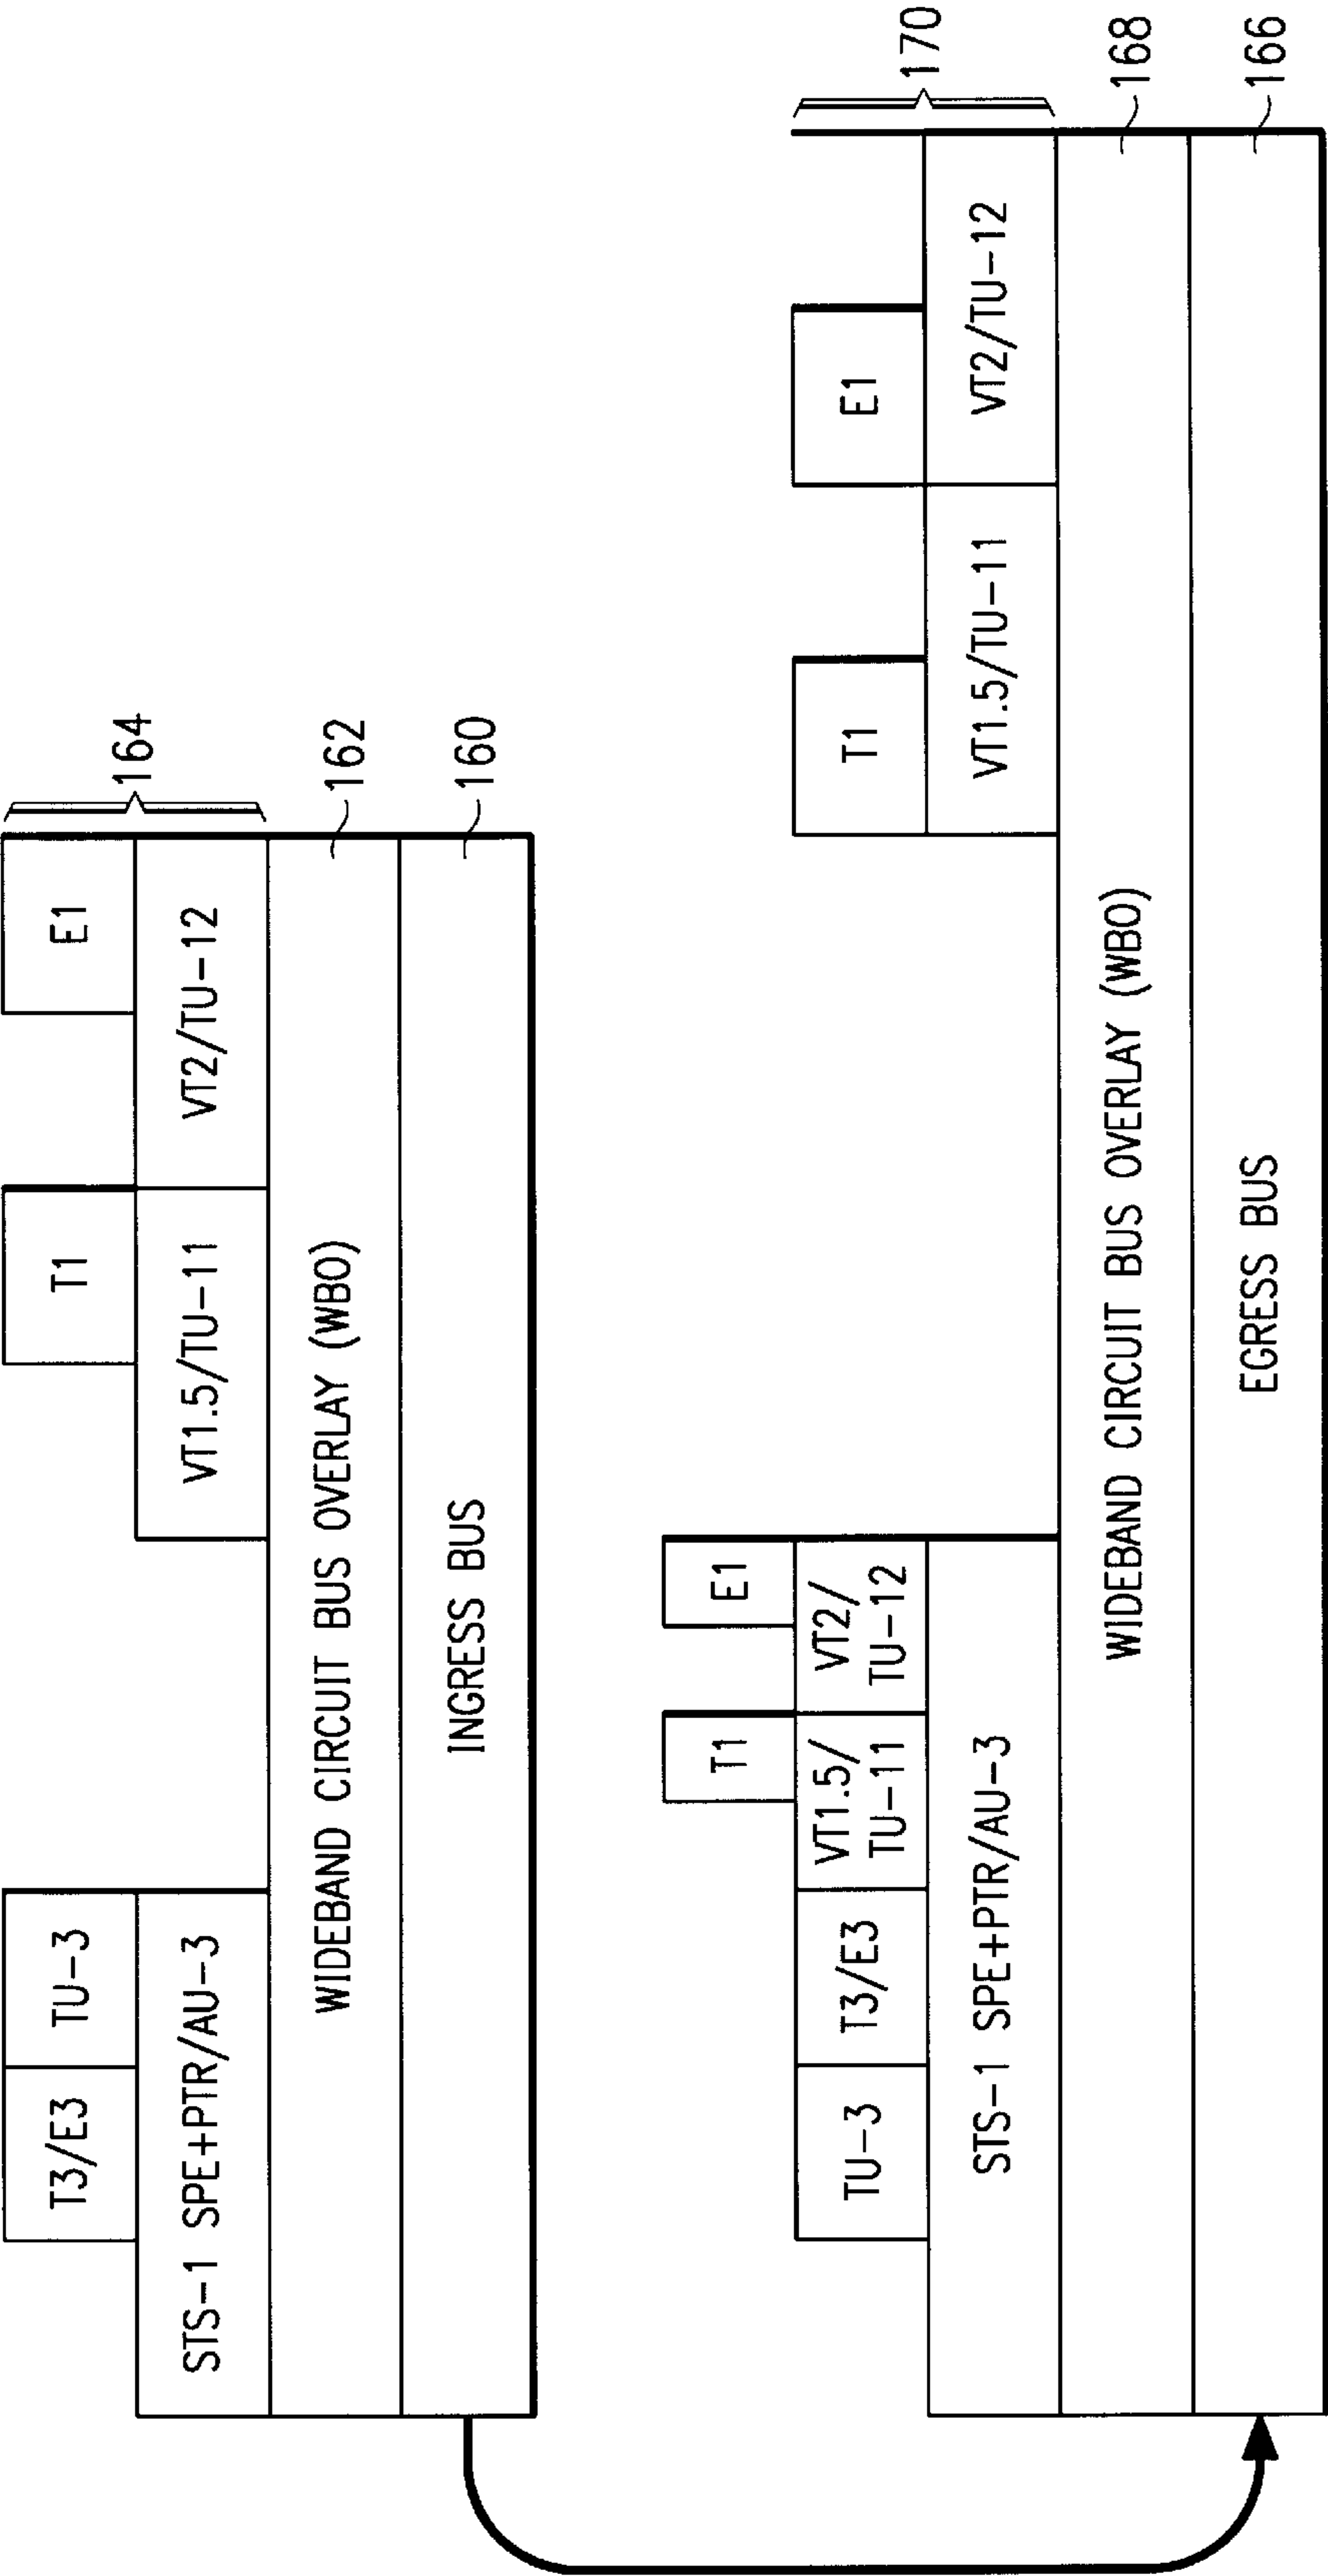 T3/E3
TU-3
T1
E1
164
STS-1 SPE+PTR/AU-3
VT1.5/TU-11
VT2/TU-12
WIDEBAND CIRCUIT BUS OVERLAY (WBO)
162
INGRESS BUS
160
T1
E1
TU-3
T3/E3
VT1.5/
TU-11
VT2/
TU-12
T1
E1
170
STS-1 SPE+PTR/AU-3
VT1.5/TU-11
VT2/TU-12
WIDEBAND CIRCUIT BUS OVERLAY (WBO)
168
EGRESS BUS
166